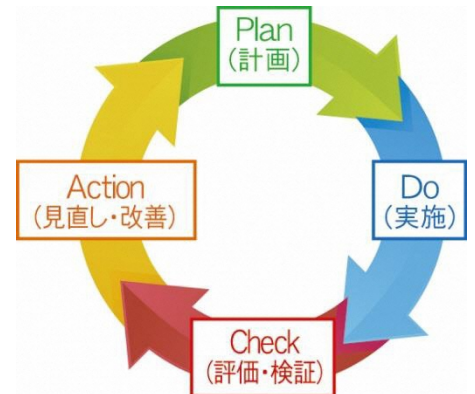 Plan
(計画)
Do
(実施)
Check
(評価・検証)
Action
(見直し・改善)